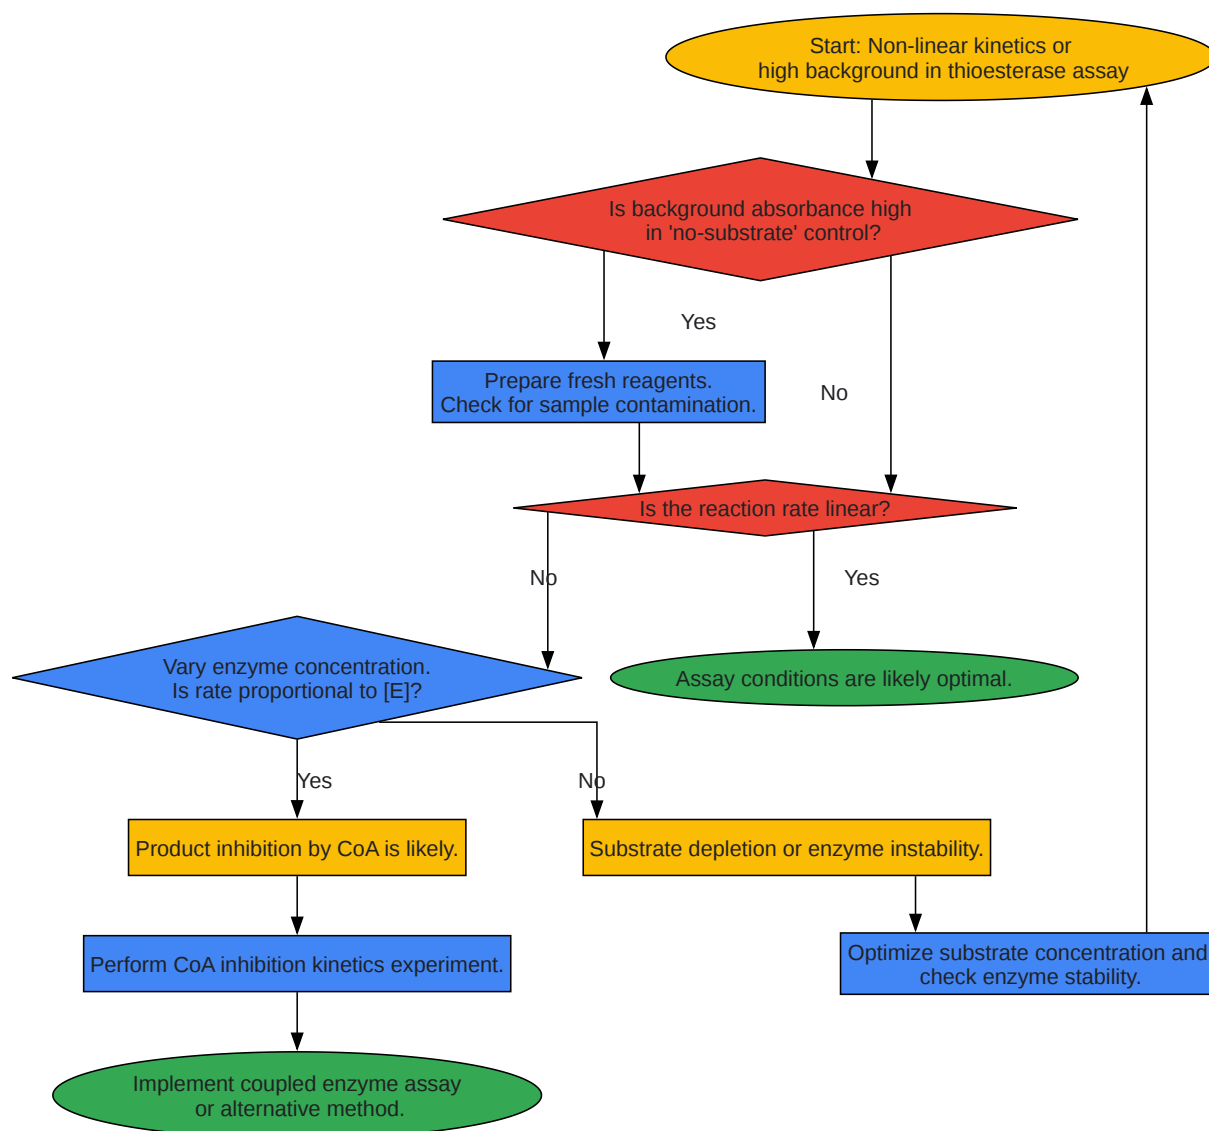 Start: Non-linear kinetics or
high background in thioesterase assay
Is background absorbance high
in 'no-substrate' control?
Yes
No
Prepare fresh reagents.
Check for sample contamination.
Is the reaction rate linear?
No
Yes
Vary enzyme concentration.
Is rate proportional to [E]?
Assay conditions are likely optimal.
Yes
No
Product inhibition by CoA is likely.
Substrate depletion or enzyme instability.
Perform CoA inhibition kinetics experiment.
Optimize substrate concentration and
check enzyme stability.
Implement coupled enzyme assay
or alternative method.